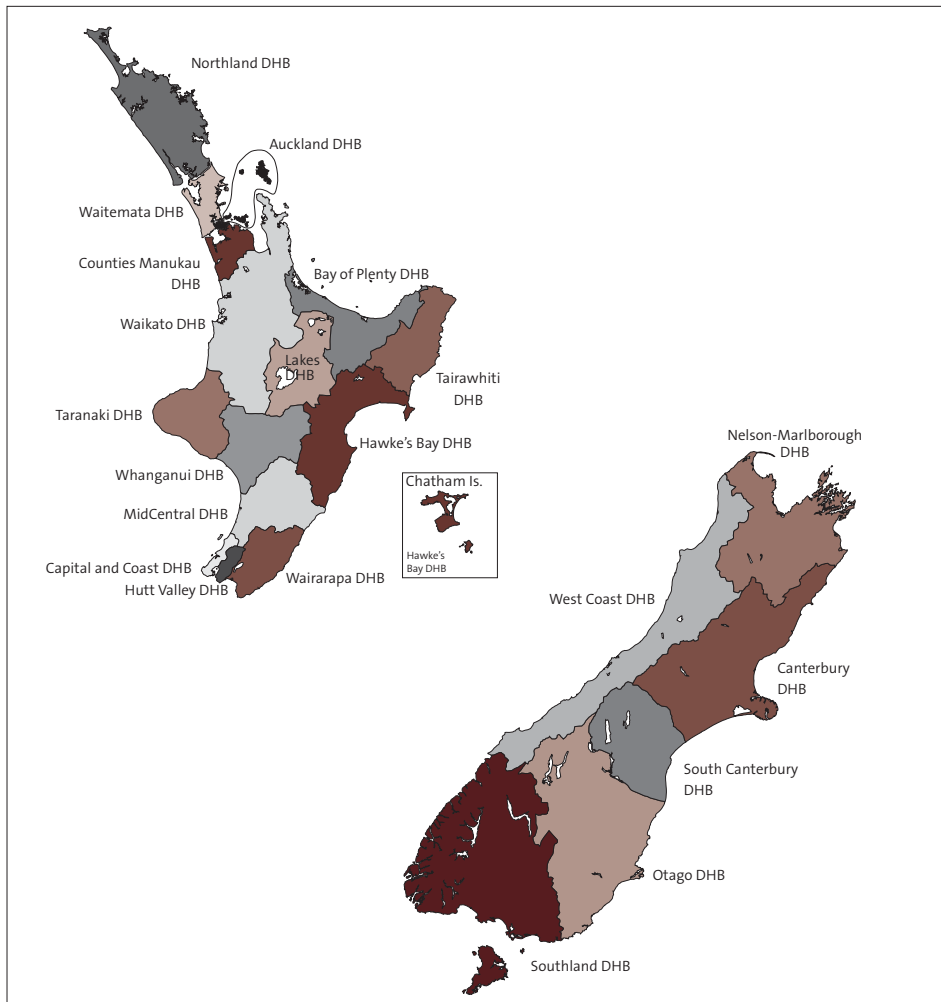 Northland DHB
Auckland DHB
Waitemata DHB
Counties Manukau
DHB
Bay of Plenty DHB
Waikato DHB
Lakes
DHB
Tairawhiti
DHB
Taranaki DHB
Hawke's Bay DHB
Nelson-Marlborough
DHB
Whanganui DHB
Chatham Is.
MidCentral DHB
Hawke's
Bay DHB
Capital and Coast DHB
Wairarapa DHB
Hutt Valley DHB
West Coast DHB
Canterbury
DHB
South Canterbury
DHB
Otago DHB
Southland DHB